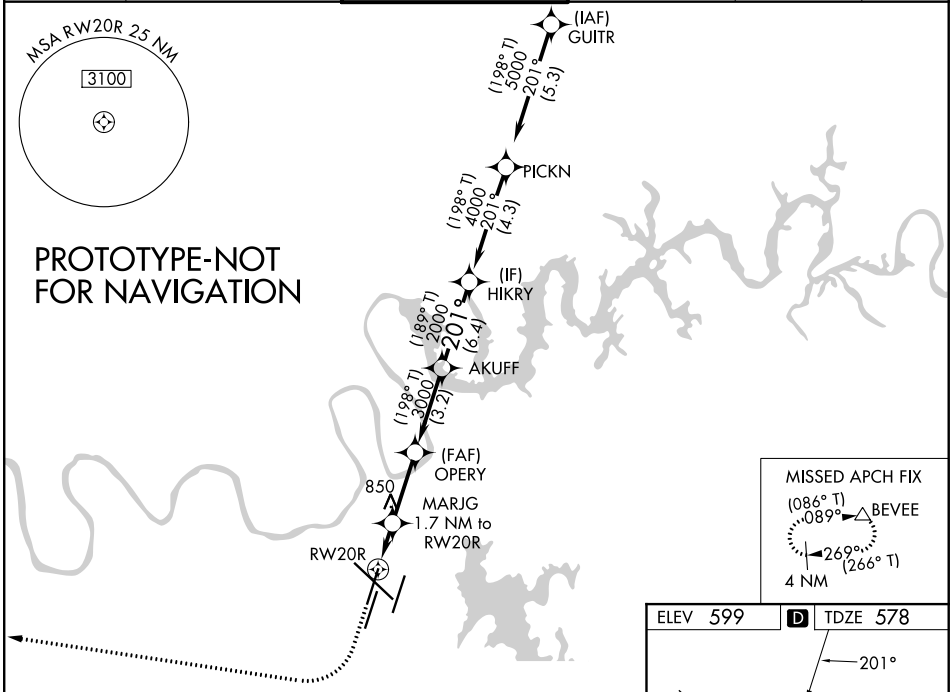 MSA RW20R 25 NM
3100
PROTOTYPE-NOT
FOR NAVIGATION
(IAF)
GUITR
(198° T)
5000
201°
(5.3)
PICKN
(198° T)
4000
201°
(4.3)
(IF)
HIKRY
(189° T)
2000
201°
(6.4)
AKUFF
(198° T)
3000
(3.2)
(FAF)
OPERY
850
MARJG
1.7 NM to
RW20R
RW20R
MISSED APCH FIX
(086° T)
089°
BEVEE
269°
(266° T)
4 NM
ELEV 599
D
TDZE 578
201°